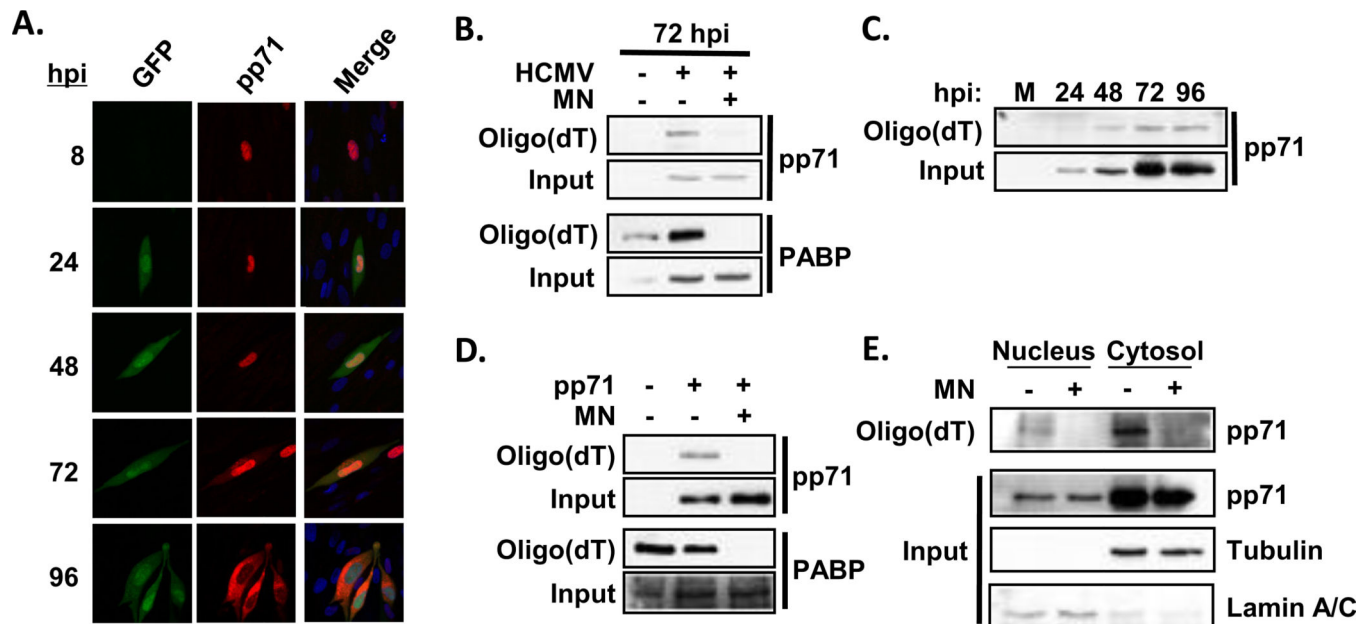 A.
hpi GFP pp71 Merge
8
24
48
72
96
B.
72 hpi
HCMV - + +
MN - - +
Oligo(dT)
Input
pp71
Oligo(dT)
Input
PABP
C.
hpi: M 24 48 72 96
Oligo(dT)
Input
pp71
D.
pp71 - + +
MN - - +
Oligo(dT)
Input
pp71
Oligo(dT)
Input
PABP
E.
Nucleus Cytosol
MN - + - +
Oligo(dT) pp71
Input
pp71
Tubulin
Lamin A/C